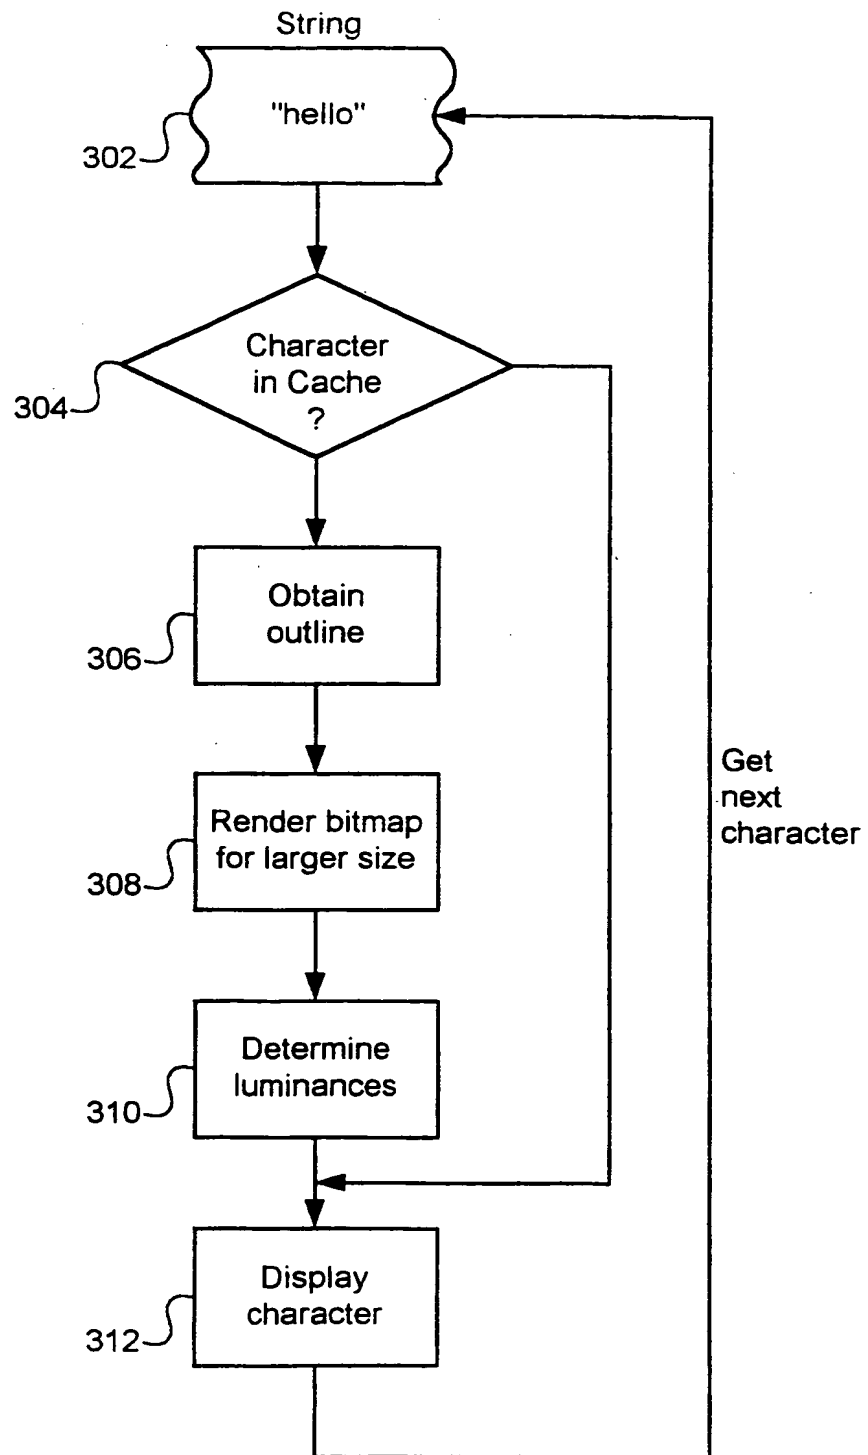 String
"hello"
302
Character
in Cache
?
304
Obtain
outline
306
Render bitmap
for larger size
308
Get
next
character
Determine
luminances
310
Display
character
312